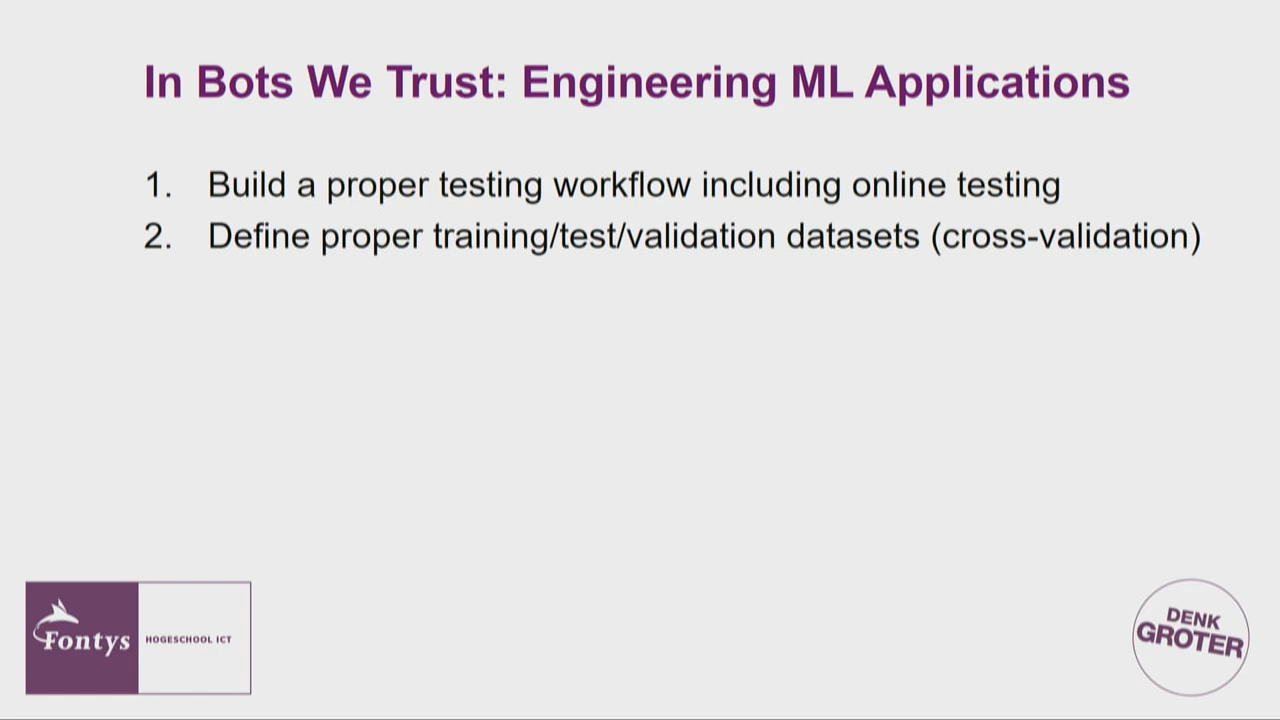 In Bots We Trust: Engineering ML Applications
1. Build a proper testing workflow including online testing
2. Define proper training/test/validation datasets (cross-validation)
Fontys
HOGESCHOOL ICT
DENK
GROTER